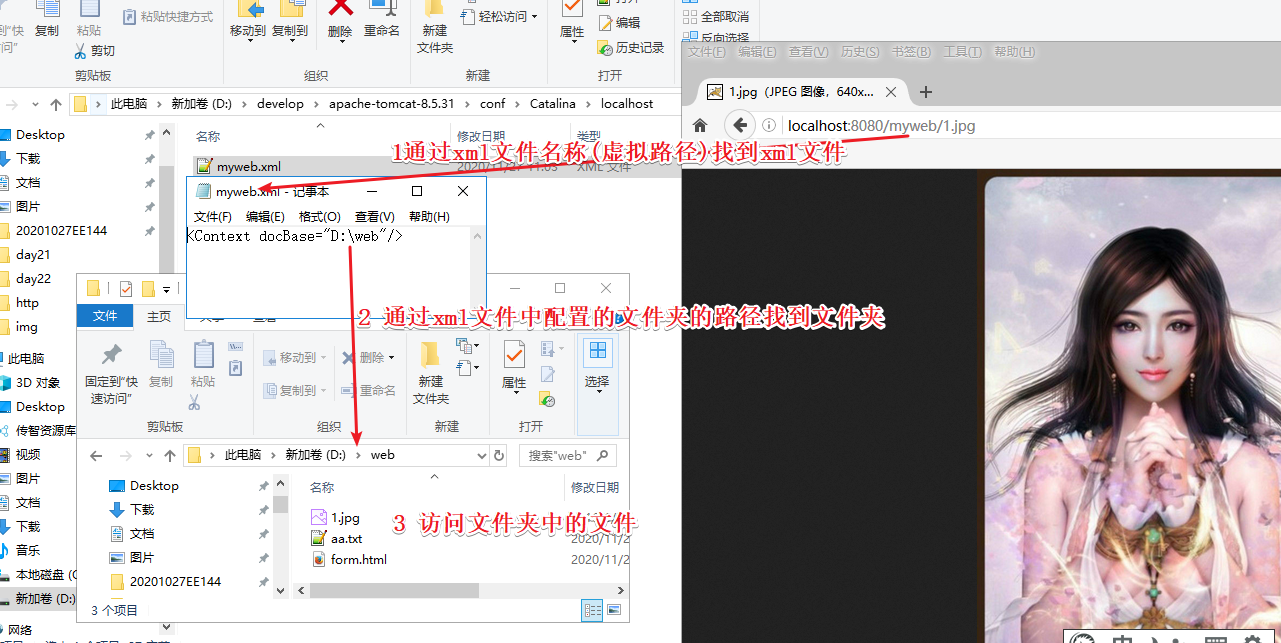 复制
粘贴
粘贴快捷方式
剪切
剪贴板
移动到
复制到
删除
重命名
组织
新建
文件夹
轻松访问
新建
属性
编辑
历史记录
打开
全部取消
反向选择
此电脑 > 新加卷 (D:) > develop > apache-tomcat-8.5.31 > conf > Catalina > localhost
名称
修改日期
类型
Desktop
下载
文档
图片
20201027EE144
day21
day22
http
img
此电脑
3D 对象
Desktop
传智资源库
视频
图片
文档
下载
音乐
本地磁盘 (C
新加卷 (D:)
网络
myweb.xml
XML 文件
1通过xml文件名称(虚拟路径)找到xml文件
myweb.xml - 记事本
文件(F) 编辑(E) 格式(O) 查看(V) 帮助(H)
<Context docBase="D:\web"/>
2 通过xml文件中配置的文件夹的路径找到文件夹
文件
主页
固定到“快
速访问”
复制
粘贴
剪贴板
移动到
复制到
删除
重命名
组织
新建
文件夹
新建
属性
打开
选择
此电脑 > 新加卷 (D:) > web
搜索"web"
Desktop
下载
文档
图片
20201027EE144
名称
修改日期
1.jpg
aa.txt
2020/11/2
form.html
2020/11/2
3 访问文件夹中的文件
3 个项目
文件(F) 编辑(E) 查看(V) 历史(S) 书签(B) 工具(T) 帮助(H)
1.jpg（JPEG 图像，640x...
localhost:8080/myweb/1.jpg
中